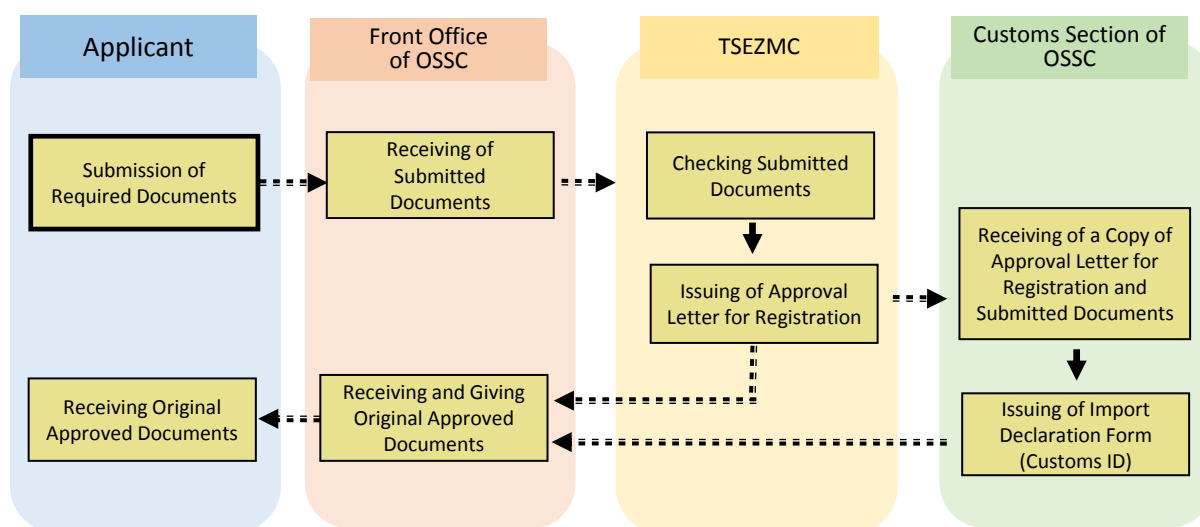 Applicant
Front Office
of OSSC
TSEZMC
Customs Section of
OSSC
Submission of
Required Documents
Receiving of
Submitted
Documents
Checking Submitted
Documents
Issuing of Approval
Letter for Registration
Receiving of a Copy of
Approval Letter for
Registration and
Submitted Documents
Receiving Original
Approved Documents
Receiving and Giving
Original Approved
Documents
Issuing of Import
Declaration Form
(Customs ID)